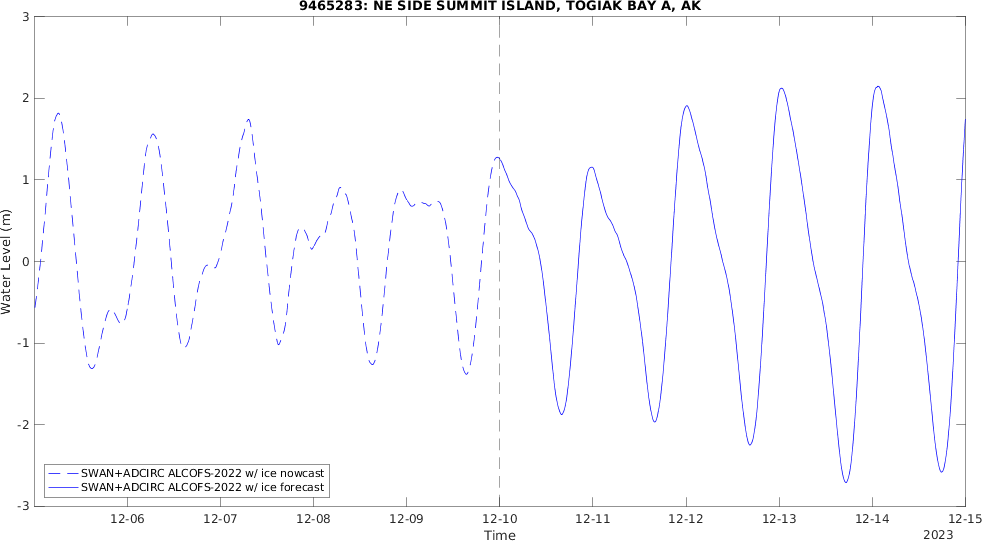 9465283: NE SIDE SUMMIT ISLAND, TOGIAK BAY A, AK
3
2
1
0
-1
-2
-3
Water Level (m)
SWAN+ADCIRC ALCOFS-2022 w/ ice nowcast
SWAN+ADCIRC ALCOFS-2022 w/ ice forecast
12-06 12-07 12-08 12-09 12-10 12-11 12-12 12-13 12-14 12-15
Time
2023